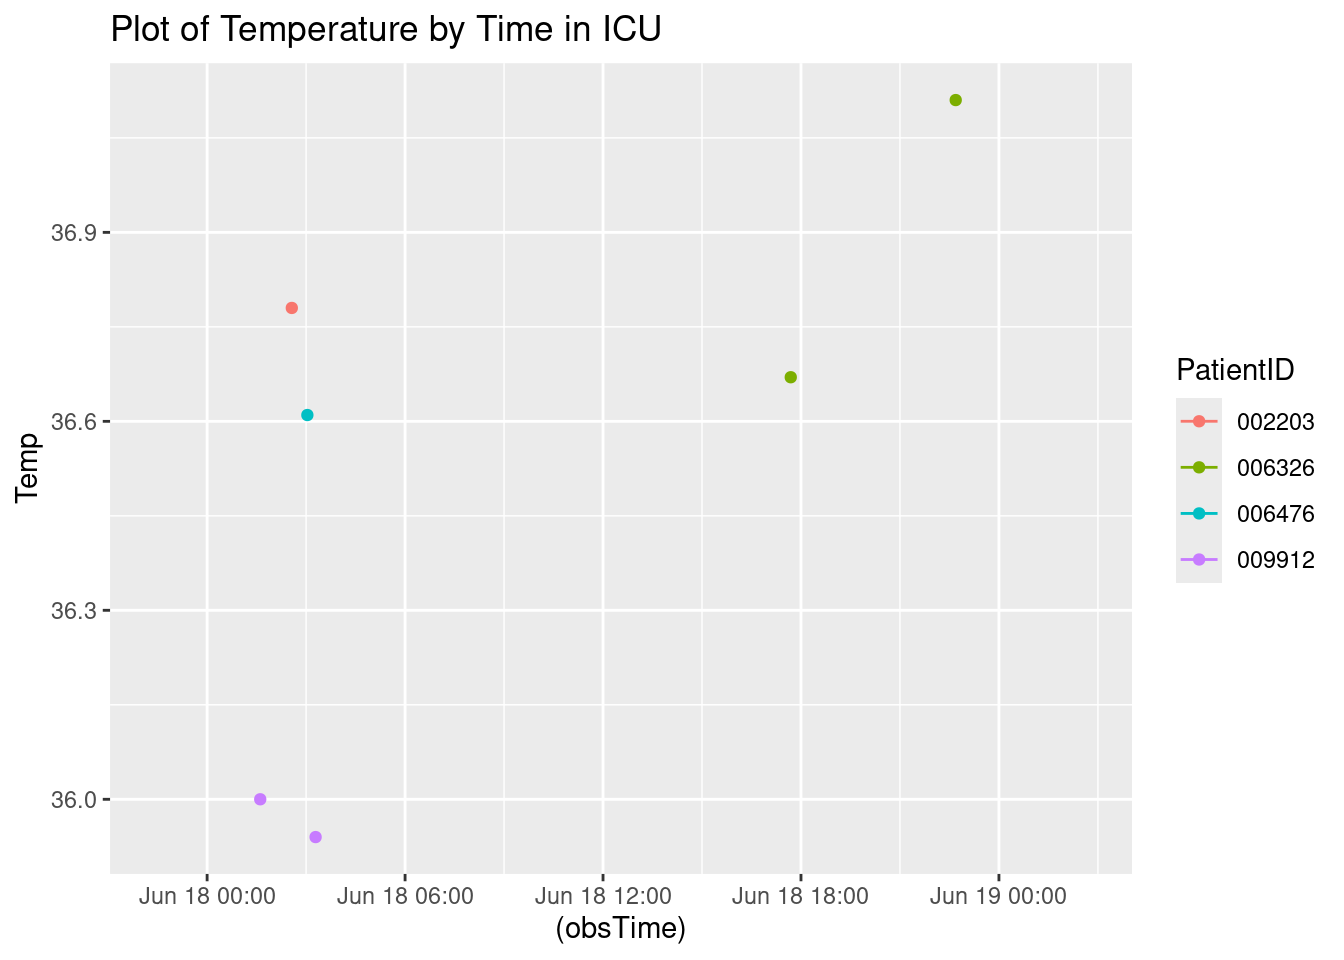 Plot of Temperature by Time in ICU
Temp
36.9
36.6
36.3
36.0
Jun 18 00:00 Jun 18 06:00 Jun 18 12:00 Jun 18 18:00 Jun 19 00:00
(obsTime)
PatientID
002203
006326
006476
009912